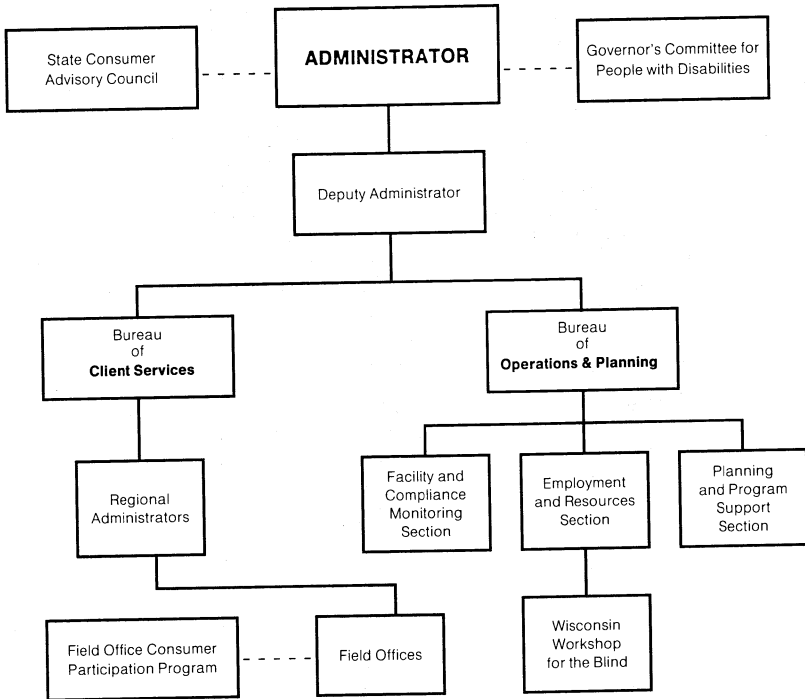 State Consumer
Advisory Council
ADMINISTRATOR
Governor's Committee for
People with Disabilities
Deputy Administrator
Bureau
of
Client Services
Bureau
of
Operations & Planning
Regional
Administrators
Facility and
Compliance
Monitoring
Section
Employment
and Resources
Section
Planning
and Program
Support
Section
Field Office Consumer
Participation Program
Field Offices
Wisconsin
Workshop
for the Blind